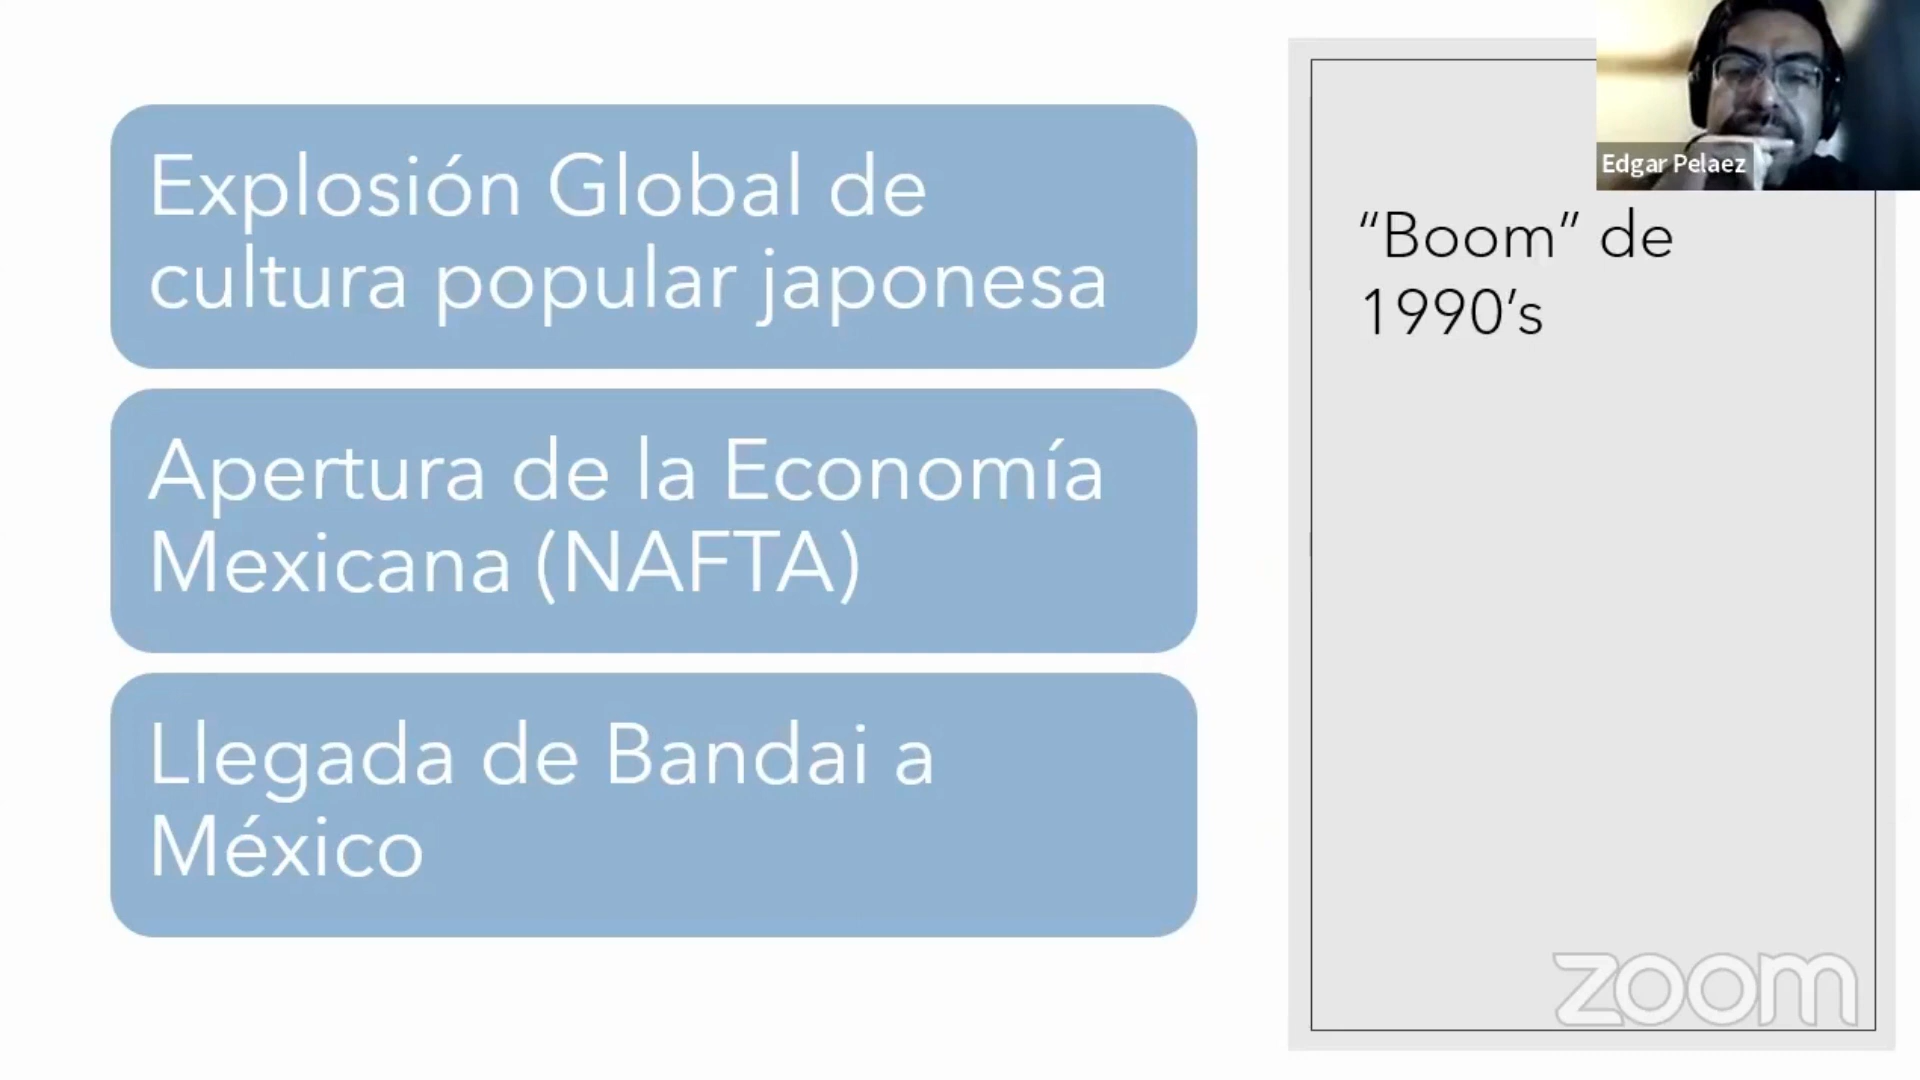 Explosión Global de
cultura popular japonesa
Apertura de la Economía
Mexicana (NAFTA)
Llegada de Bandai a
México
Edgar Pelaez
“Boom” de
1990’s
zoom